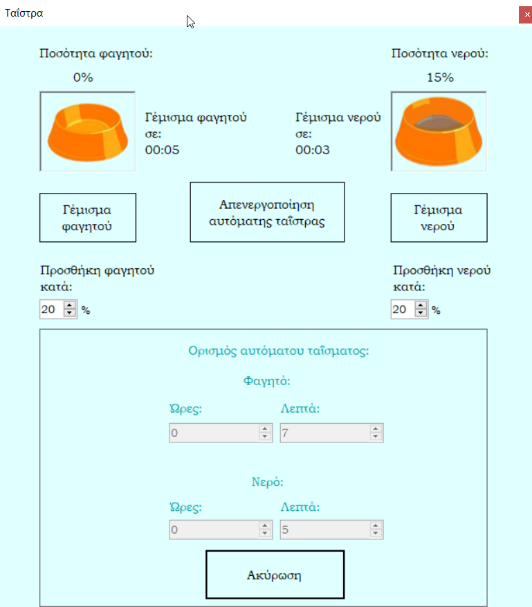 Ταΐστρα
Ποσότητα φαγητού:
Ποσότητα νερού:
0%
15%
Γέμισμα φαγητού
σε:
00:05
Γέμισμα νερού
σε:
00:03
Γέμισμα
φαγητού
Απενεργοποίηση
αυτόματης ταΐστρας
Γέμισμα
νερού
Προσθήκη φαγητού
κατά:
20 %
Προσθήκη νερού
κατά:
20 %
Ορισμός αυτόματου ταΐσματος:
Φαγητό:
Ώρες:
Λεπτά:
0
7
Νερό:
Ώρες:
Λεπτά:
0
5
Ακύρωση